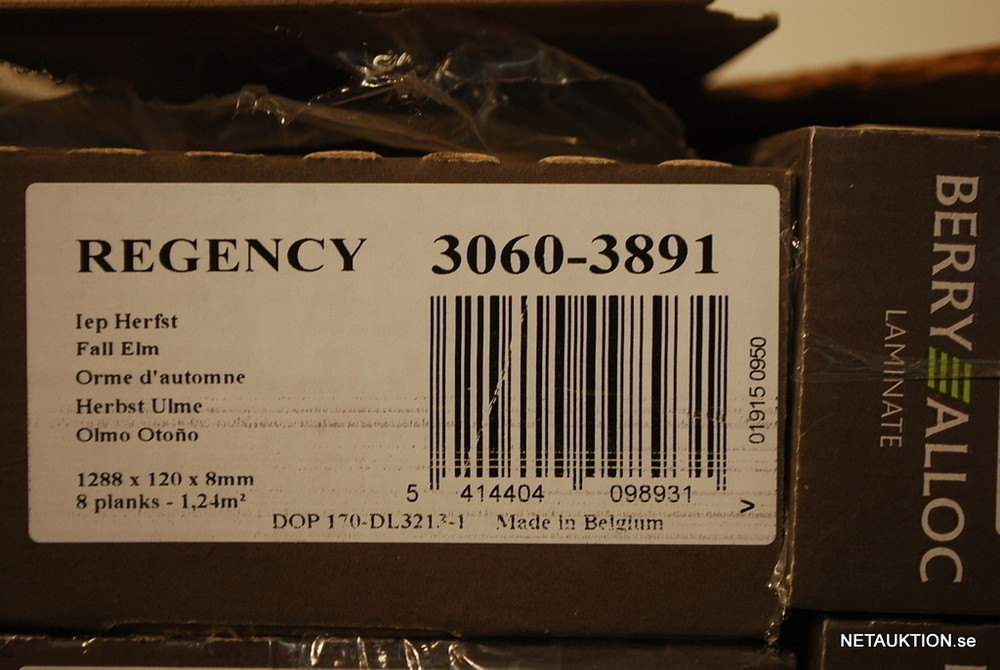 REGENCY 3060-3891
Iep Herfst
Fall Elm
Orme d'automne
Herbst Ulme
Olmo Otoño
1288 x 120 x 8mm
8 planks - 1,24m²
5 414404 098931 >
DOP 170-DL3213-1 Made in Belgium
01915 0950
BERRY ALLOC
LAMINATE
NETAUKTION.se